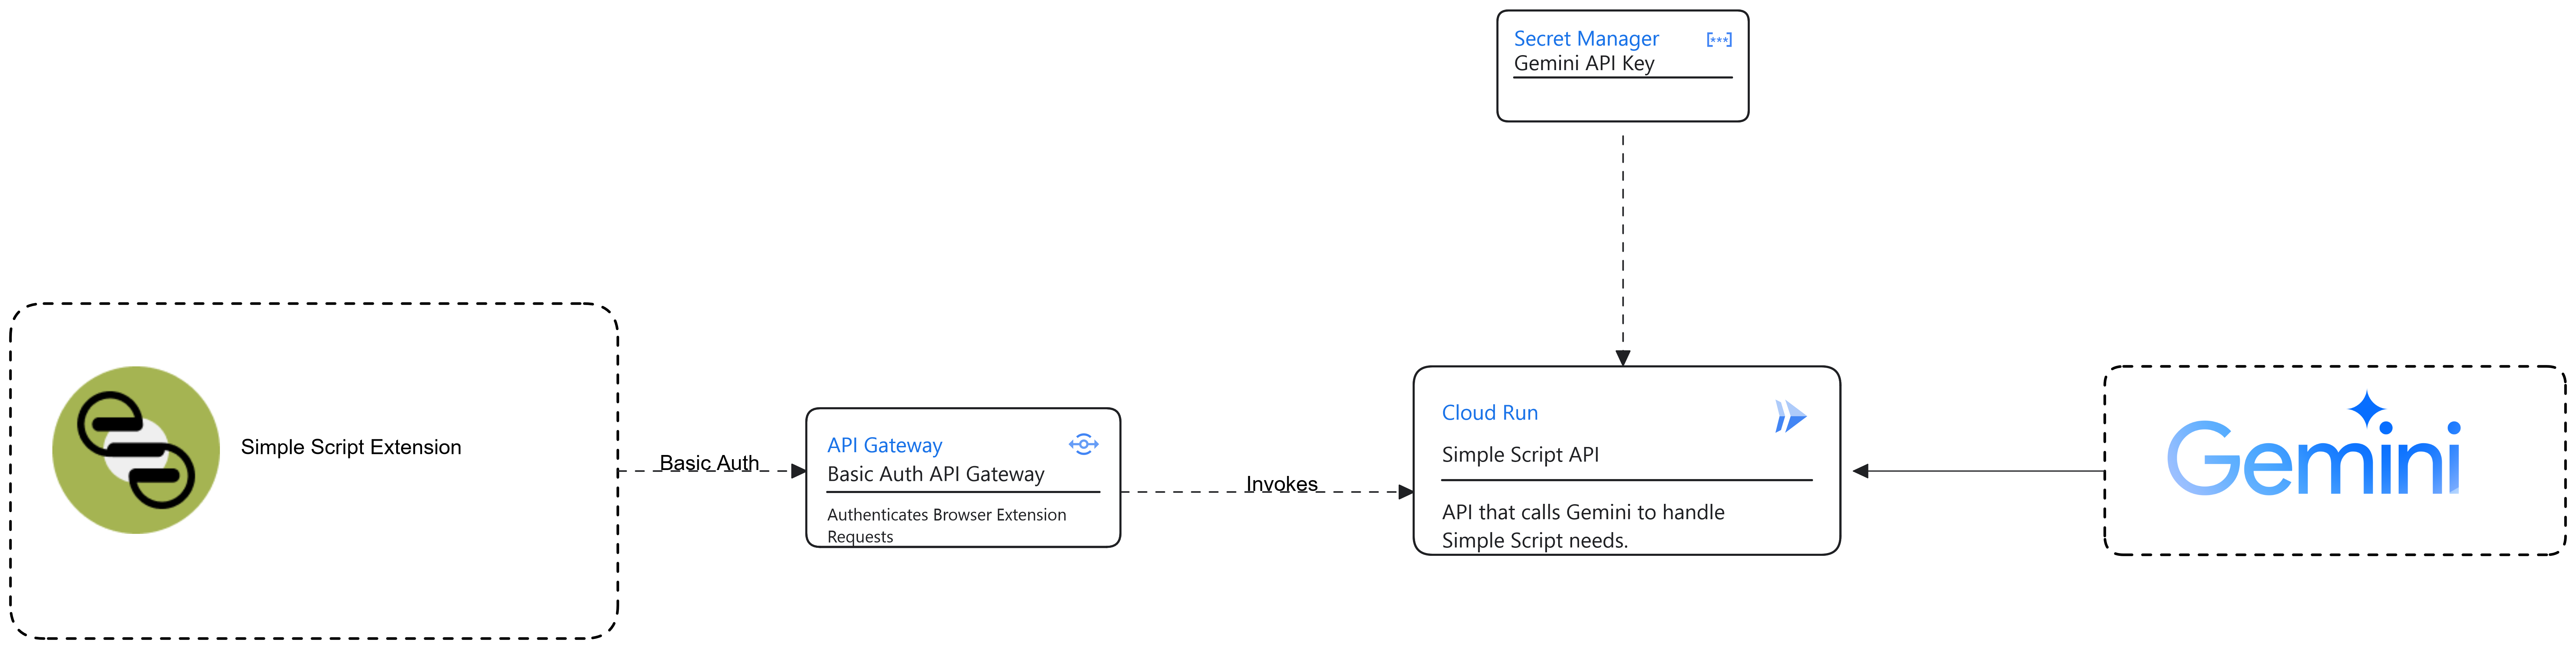 Secret Manager
[***]
Gemini API Key
Simple Script Extension
Basic Auth
API Gateway
Basic Auth API Gateway
Authenticates Browser Extension
Requests
Invokes
Cloud Run
Simple Script API
API that calls Gemini to handle
Simple Script needs.
Gemini